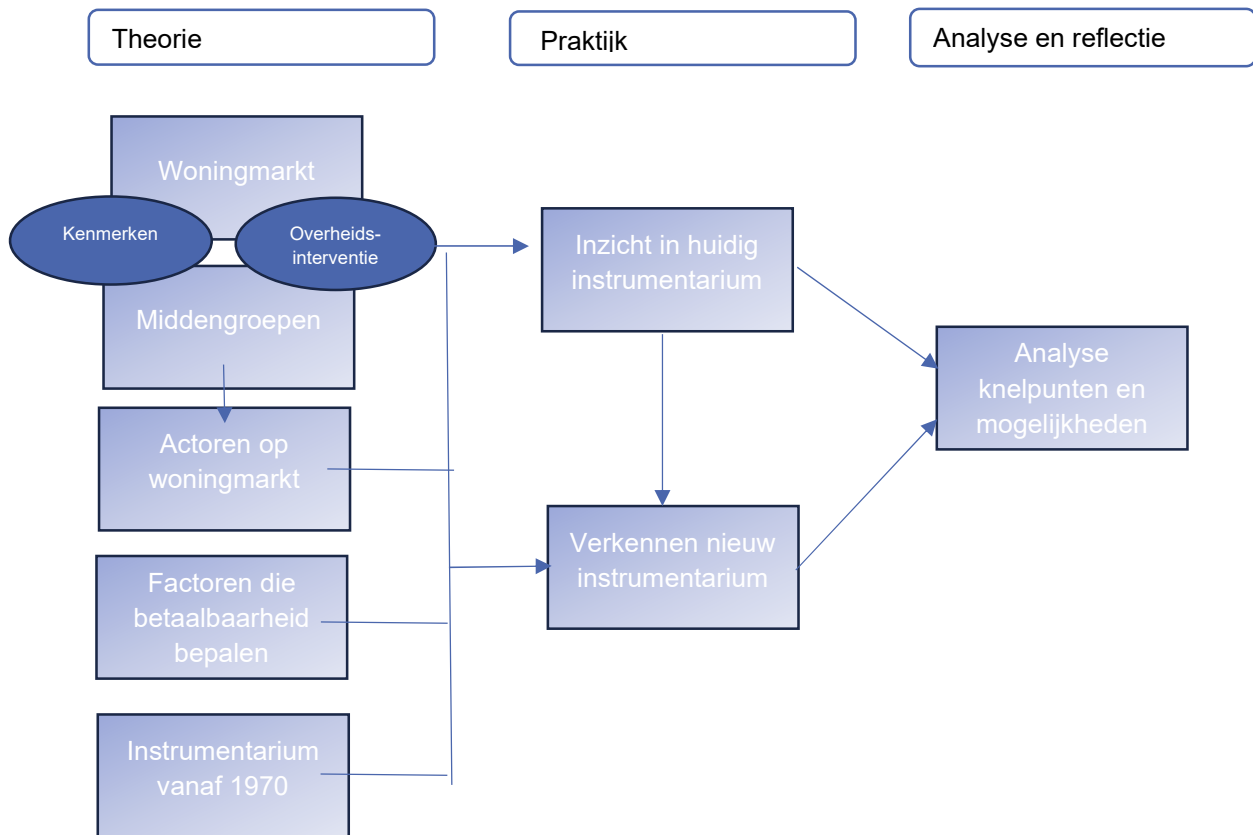 Theorie
Praktijk
Analyse en reflectie
Woningmarkt
Kenmerken
Overheids-
interventie
Middengroepen
Actoren op
woningmarkt
Factoren die
betaalbaarheid
bepalen
Instrumentarium
vanaf 1970
Inzicht in huidig
instrumentarium
Verkennen nieuw
instrumentarium
Analyse
knelpunten en
mogelijkheden